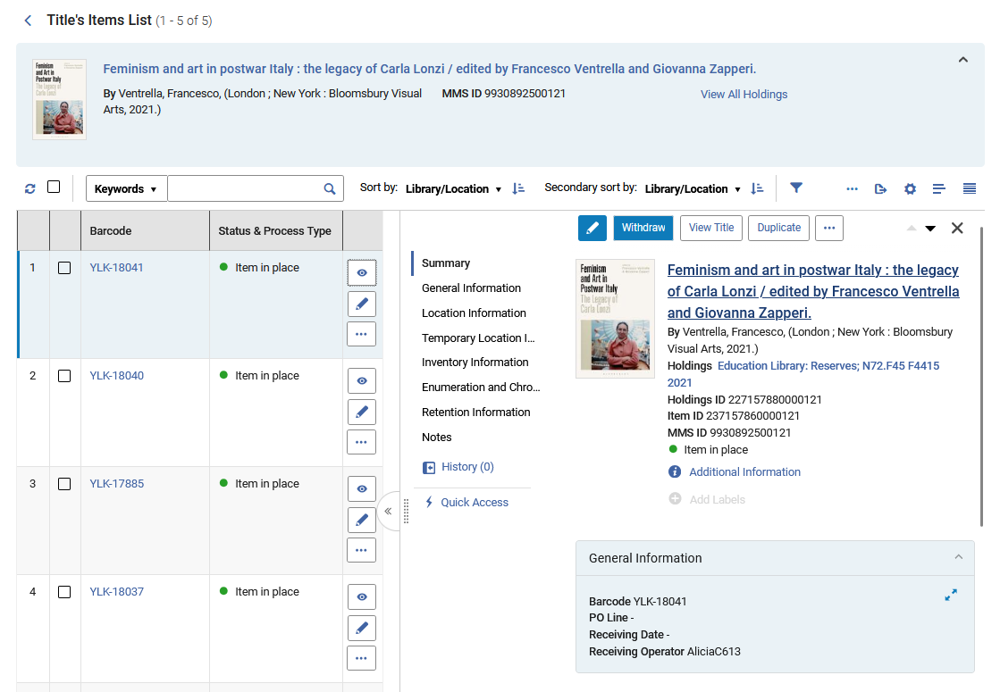 Title's Items List (1 - 5 of 5)
Feminism and art in postwar Italy : the legacy of Carla Lonzi / edited by Francesco Ventrella and Giovanna Zapperi.
By Ventrella, Francesco, (London ; New York : Bloomsbury Visual
Arts, 2021.)
MMS ID 9930892500121
View All Holdings
Feminism
and Art in
Postwar Italy
The Legacy of
Carla Lonzi
Keywords
Sort by: Library/Location
Secondary sort by: Library/Location
Barcode
Status & Process Type
1 YLK-18041 Item in place
2 YLK-18040 Item in place
3 YLK-17885 Item in place
4 YLK-18037 Item in place
Summary
General Information
Location Information
Temporary Location I...
Inventory Information
Enumeration and Chro...
Retention Information
Notes
History (0)
Quick Access
Withdraw
View Title
Duplicate
Feminism
and Art in
Postwar Italy
The Legacy of
Carla Lonzi
Feminism and art in postwar Italy : the legacy
of Carla Lonzi / edited by Francesco Ventrella
and Giovanna Zapperi.
By Ventrella, Francesco, (London ; New York : Bloomsbury
Visual Arts, 2021.)
Holdings Education Library: Reserves; N72.F45 F4415
2021
Holdings ID 227157880000121
Item ID 237157860000121
MMS ID 9930892500121
Item in place
Additional Information
Add Labels
General Information
Barcode YLK-18041
PO Line -
Receiving Date -
Receiving Operator AliciaC613